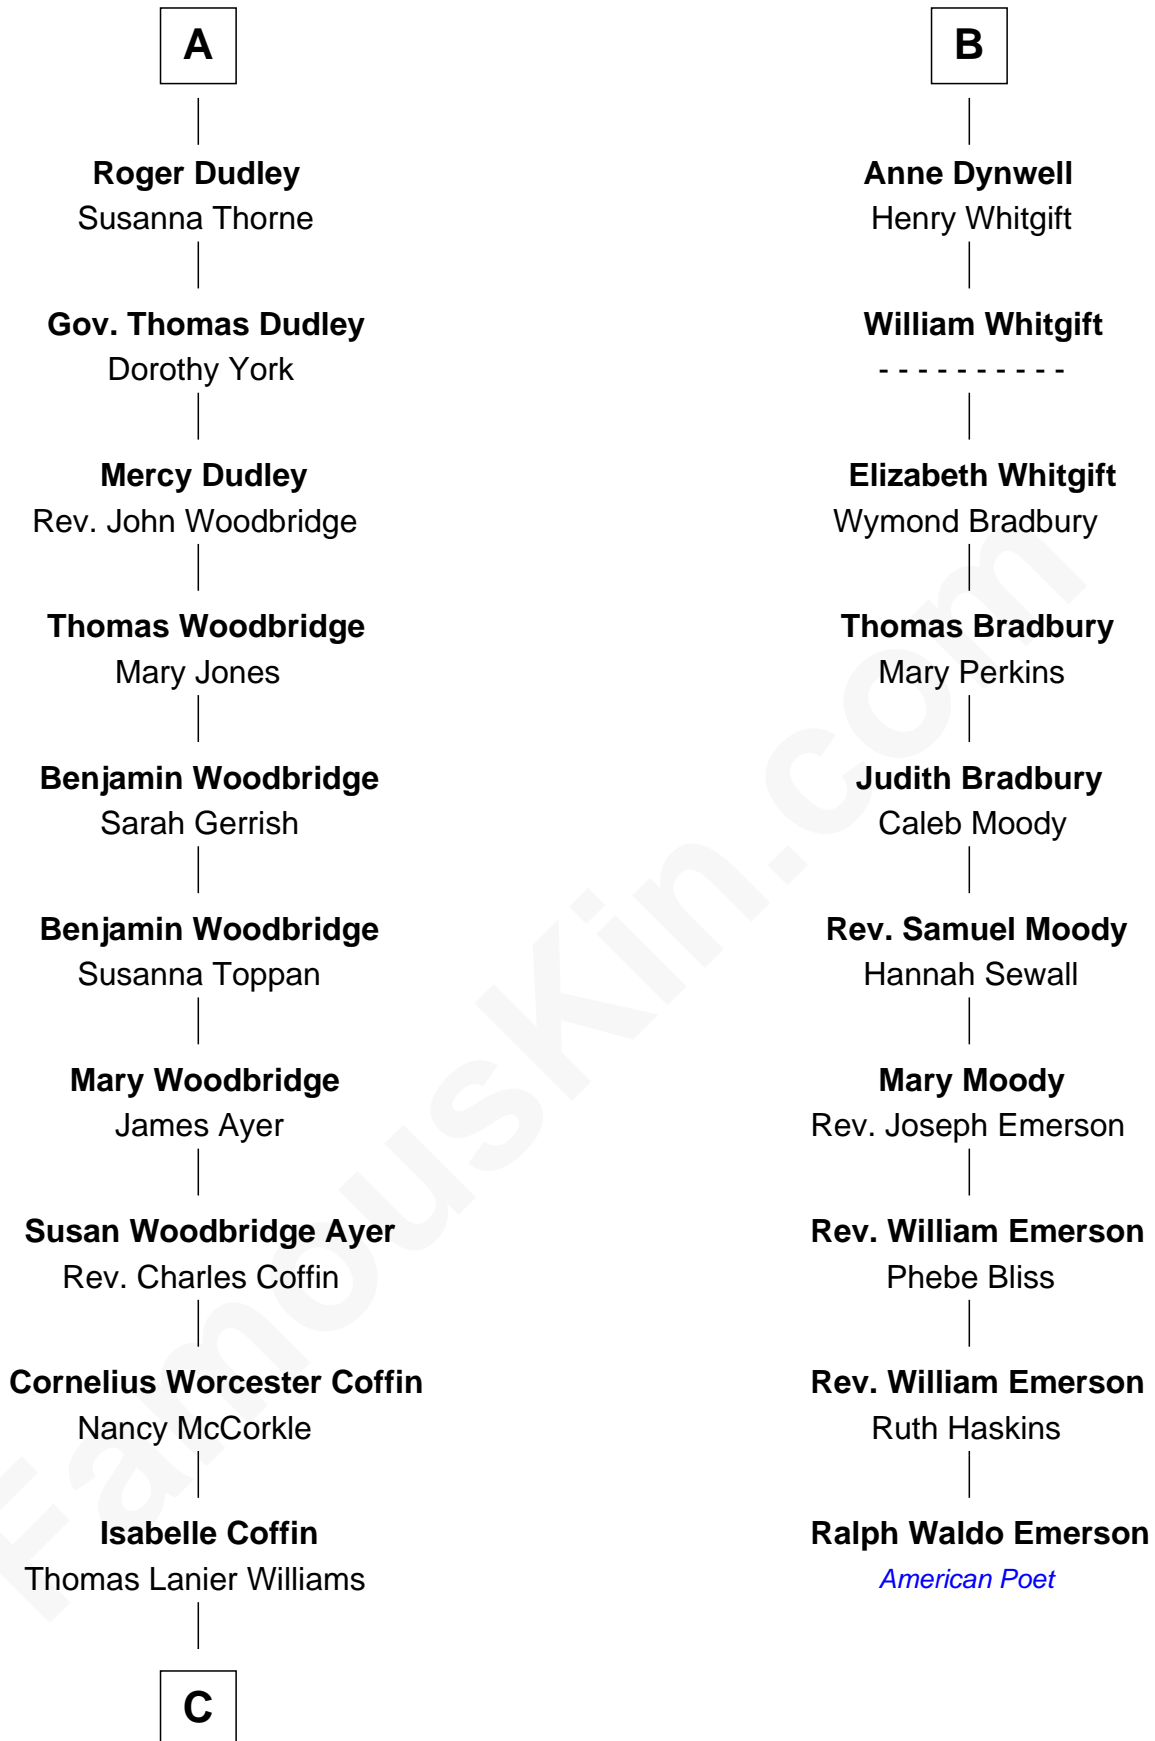 A
Roger Dudley
Susanna Thorne
Gov. Thomas Dudley
Dorothy York
Mercy Dudley
Rev. John Woodbridge
Thomas Woodbridge
Mary Jones
Benjamin Woodbridge
Sarah Gerrish
Benjamin Woodbridge
Susanna Toppan
Mary Woodbridge
James Ayer
Susan Woodbridge Ayer
Rev. Charles Coffin
Cornelius Worcester Coffin
Nancy McCorkle
Isabelle Coffin
Thomas Lanier Williams
C
B
Anne Dynwell
Henry Whitgift
William Whitgift
- - - - - - - - - -
Elizabeth Whitgift
Wymond Bradbury
Thomas Bradbury
Mary Perkins
Judith Bradbury
Caleb Moody
Rev. Samuel Moody
Hannah Sewall
Mary Moody
Rev. Joseph Emerson
Rev. William Emerson
Phebe Bliss
Rev. William Emerson
Ruth Haskins
Ralph Waldo Emerson
American Poet
FamousKin.com